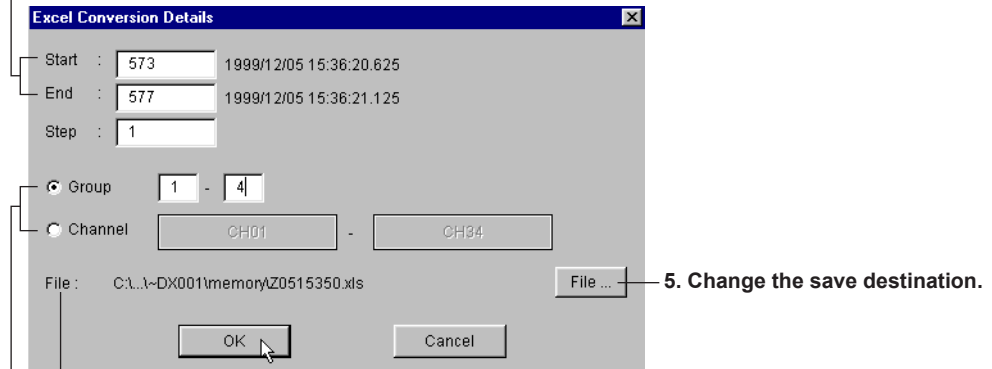 Excel Conversion Details
Start : 573 1999/12/05 15:36:20.625
End : 577 1999/12/05 15:36:21.125
Step : 1
Group 1 - 4
Channel CH01 - CH34
File : C:\...\~DX001\memory\Z0515350.xls File ... 5. Change the save destination.
OK Cancel